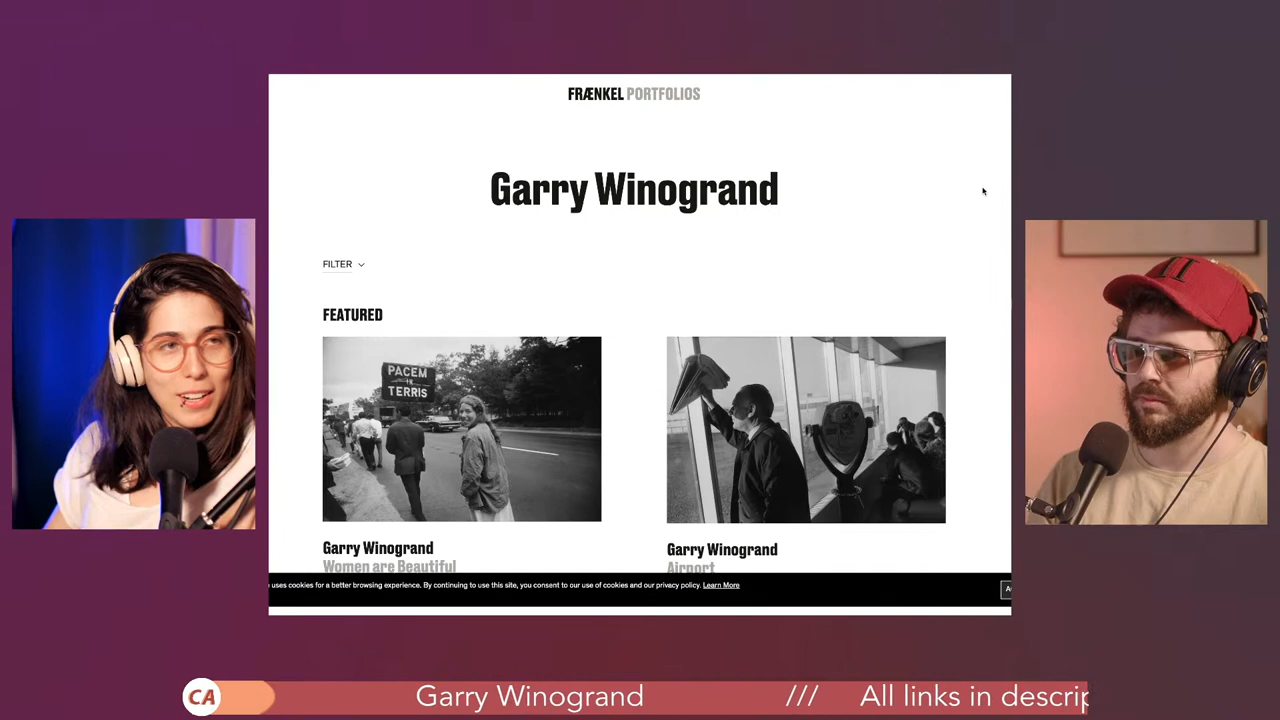 FRÆNKEL PORTFOLIOS
Garry Winogrand
FILTER
FEATURED
PACEM
IN
TERRIS
Garry Winogrand
Women are Beautiful
Garry Winogrand
Airport
uses cookies for a better browsing experience. By continuing to use this site, you consent to our use of cookies and our privacy policy. Learn More
CA
Garry Winogrand /// All links in descrip